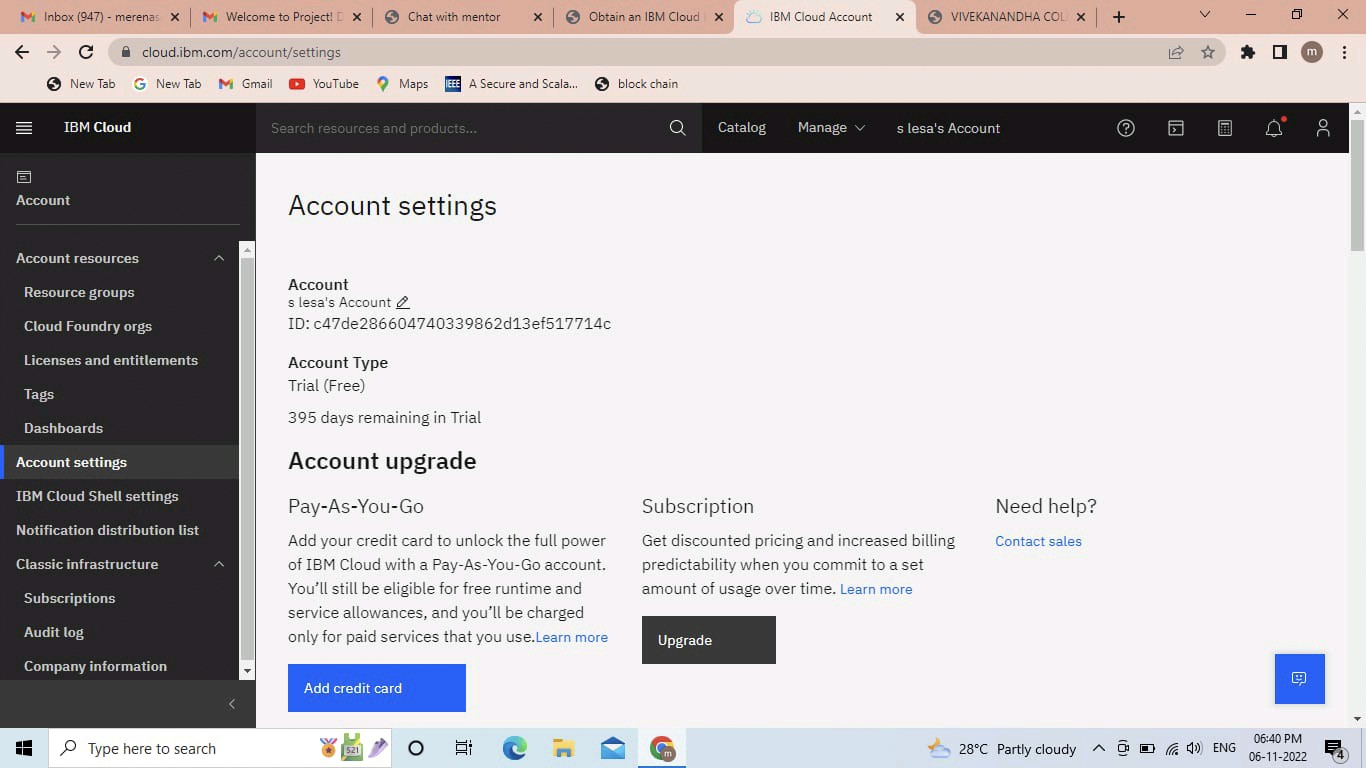 Inbox (947) - merenas
Welcome to Project! D
Chat with mentor
Obtain an IBM Cloud
IBM Cloud Account
VIVEKANANDHA COL
cloud.ibm.com/account/settings
m
New Tab
New Tab
Gmail
YouTube
Maps
IEEE
A Secure and Scala...
block chain
IBM Cloud
Search resources and products...
Catalog
Manage
s lesa's Account
Account
Account resources
Resource groups
Cloud Foundry orgs
Licenses and entitlements
Tags
Dashboards
Account settings
IBM Cloud Shell settings
Notification distribution list
Classic infrastructure
Subscriptions
Audit log
Company information
Account settings
Account
s lesa's Account
ID: c47de286604740339862d13ef517714c
Account Type
Trial (Free)
395 days remaining in Trial
Account upgrade
Pay-As-You-Go
Add your credit card to unlock the full power
of IBM Cloud with a Pay-As-You-Go account.
You’ll still be eligible for free runtime and
service allowances, and you’ll be charged
only for paid services that you use.Learn more
Add credit card
Subscription
Get discounted pricing and increased billing
predictability when you commit to a set
amount of usage over time. Learn more
Upgrade
Need help?
Contact sales
Type here to search
521
m
28°C Partly cloudy
ENG
06:40 PM
06-11-2022
4